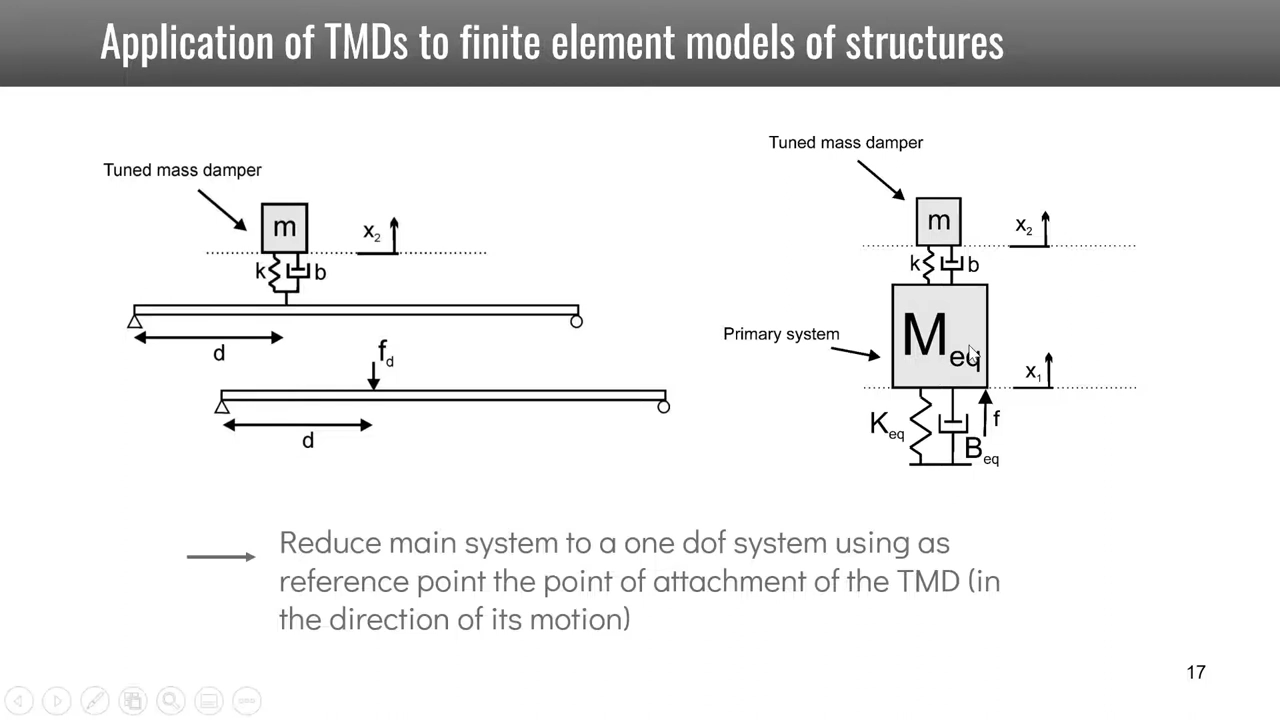 Application of TMDs to finite element models of structures
Tuned mass damper
m
x2
k
b
d
fd
d
Tuned mass damper
m
x2
k
b
Primary system
Meq
x1
Keq
Beq
f
Reduce main system to a one dof system using as
reference point the point of attachment of the TMD (in
the direction of its motion)
17